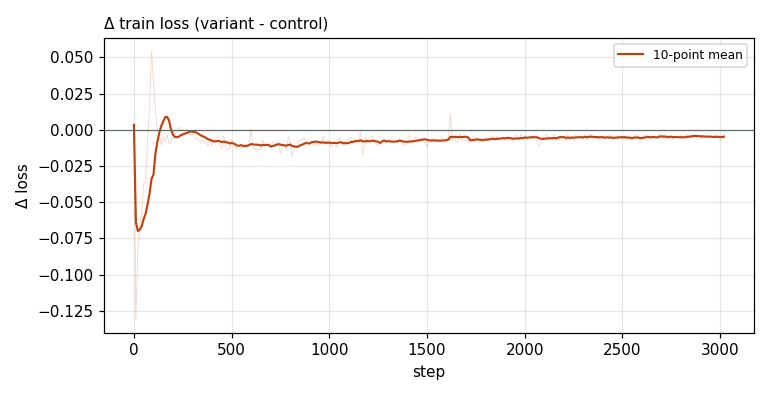 Δ train loss (variant - control)
10-point mean
0.050
0.025
0.000
−0.025
−0.050
−0.075
−0.100
−0.125
Δ loss
0 500 1000 1500 2000 2500 3000
step